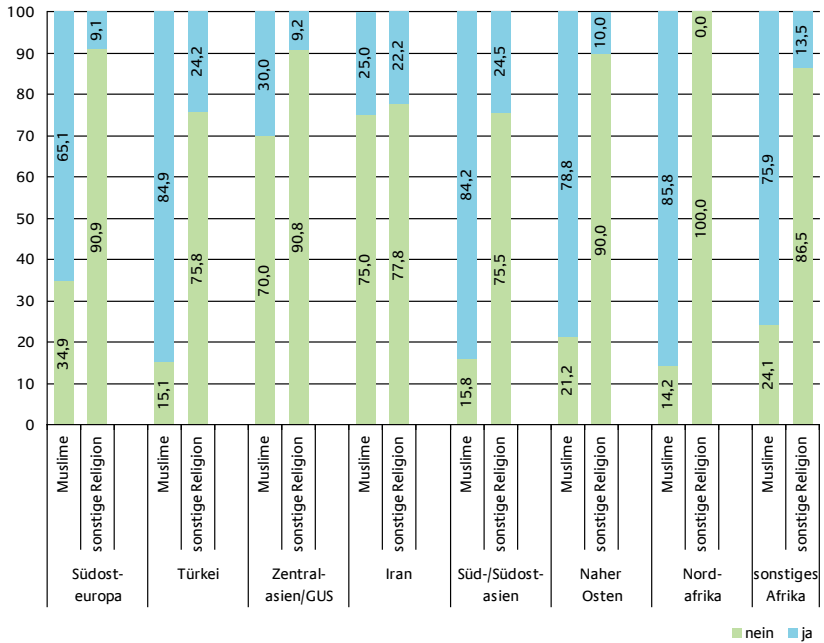 100
90
80
70
60
50
40
30
20
10
0
65,1
34,9
9,1
90,9
84,9
15,1
24,2
75,8
30,0
70,0
9,2
90,8
25,0
75,0
22,2
77,8
84,2
15,8
24,5
75,5
78,8
21,2
10,0
90,0
85,8
14,2
0,0
100,0
75,9
24,1
13,5
86,5
Muslime
sonstige Religion
Muslime
sonstige Religion
Muslime
sonstige Religion
Muslime
sonstige Religion
Muslime
sonstige Religion
Muslime
sonstige Religion
Muslime
sonstige Religion
Muslime
sonstige Religion
Südost-
europa
Türkei
Zentral-
asien/GUS
Iran
Süd-/Südost-
asien
Naher
Osten
Nord-
afrika
sonstiges
Afrika
nein ja